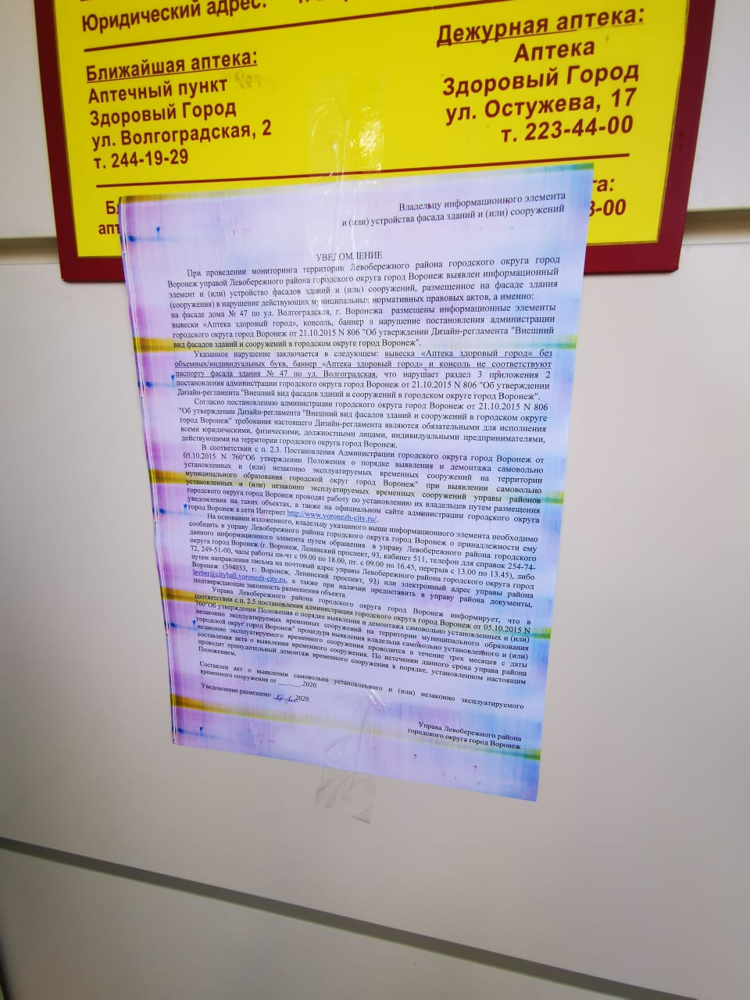 Юридический адрес:
Ближайшая аптека:
Аптечный пункт
Здоровый Город
ул. Волгоградская, 2
т. 244-19-29
Дежурная аптека:
Аптека
Здоровый Город
ул. Остужева, 17
т. 223-44-00
Владельцу информационного элемента
и (или) устройства фасада зданий и (или) сооружений
УВЕДОМЛЕНИЕ
При проведении мониторинга территории Левобережного района городского округа город
Воронеж управой Левобережного района городского округа город Воронеж выявлен информационный
элемент и (или) устройство фасадов зданий и (или) сооружений, размещенное на фасаде здания
(сооружения) в нарушение действующих муниципальных нормативных правовых актов, а именно:
на фасаде дома № 47 по ул. Волгоградская, г. Воронежа размещены информационные элементы
вывески «Аптека здоровый город», консоль, баннер в нарушение постановления администрации
городского округа город Воронеж от 21.10.2015 N 806 "Об утверждении Дизайн-регламента "Внешний
вид фасадов зданий и сооружений в городском округе город Воронеж".
Указанное нарушение заключается в следующем: вывеска «Аптека здоровый город» без
объемных/индивидуальных букв, баннер «Аптека здоровый город» и консоль не соответствуют
паспорту фасада здания № 47 по ул. Волгоградская, что нарушает раздел 3 приложения 2
постановления администрации городского округа город Воронеж от 21.10.2015 N 806 "Об утверждении
Дизайн-регламента "Внешний вид фасадов зданий и сооружений в городском округе город Воронеж".
Согласно постановлению администрации городского округа город Воронеж от 21.10.2015 N 806
"Об утверждении Дизайн-регламента "Внешний вид фасадов зданий и сооружений в городском округе
город Воронеж" требования настоящего Дизайн-регламента являются обязательными для исполнения
всеми юридическими, физическими, должностными лицами, индивидуальными предпринимателями,
действующими на территории городского округа город Воронеж.
В соответствии с п. 2.3. Постановления Администрации городского округа город Воронеж от
05.10.2015 N 760"Об утверждении Положения о порядке выявления и демонтажа самовольно
установленных и (или) незаконно эксплуатируемых временных сооружений на территории
муниципального образования городской округ город Воронеж" при выявлении самовольно
установленных и (или) незаконно эксплуатируемых временных сооружений управы районов
городского округа город Воронеж проводят работу по установлению их владельцев путем размещения
уведомления на таких объектах, а также на официальном сайте администрации городского округа
город Воронеж в сети Интернет http://www.voronezh-city.ru/.
На основании изложенного, владельцу указанного выше информационного элемента необходимо
сообщить в управу Левобережного района городского округа город Воронеж о принадлежности ему
данного информационного элемента путем обращения в управу Левобережного района городского
округа город Воронеж (г. Воронеж, Ленинский проспект, 93, кабинет 511, телефон для справок 254-74-
72, 249-51-00, часы работы пн-чт с 09.00 по 18.00, пт. с 09.00 по 16.45, перерыв с 13.00 по 13.45), либо
путем направления письма на почтовый адрес управы Левобережного района городского округа город
Воронеж (394033, г. Воронеж, Ленинский проспект, 93) или электронный адрес управы района
levber@cityhall.voronezh-city.ru, а также при наличии предоставить в управу района документы,
подтверждающие законность размещения объекта.
Управа Левобережного района городского округа город Воронеж информирует, что в
соответствии с п. 2.5 постановления администрации городского округа город Воронеж от 05.10.2015 N
760"Об утверждении Положения о порядке выявления и демонтажа самовольно установленных и (или)
незаконно эксплуатируемых временных сооружений на территории муниципального образования
городской округ город Воронеж" процедура выявления владельца самовольно установленного и (или)
незаконно эксплуатируемого временного сооружения проводится в течение трех месяцев с даты
составления акта о выявлении временного сооружения. По истечении данного срока управа района
проводит принудительный демонтаж временного сооружения в порядке, установленном настоящим
Положением.
Составлен акт о выявлении самовольно установленного и (или) незаконно эксплуатируемого
временного сооружения от ___.___.2020.
Уведомление размещено 2020.
Управа Левобережного района
городского округа город Воронеж